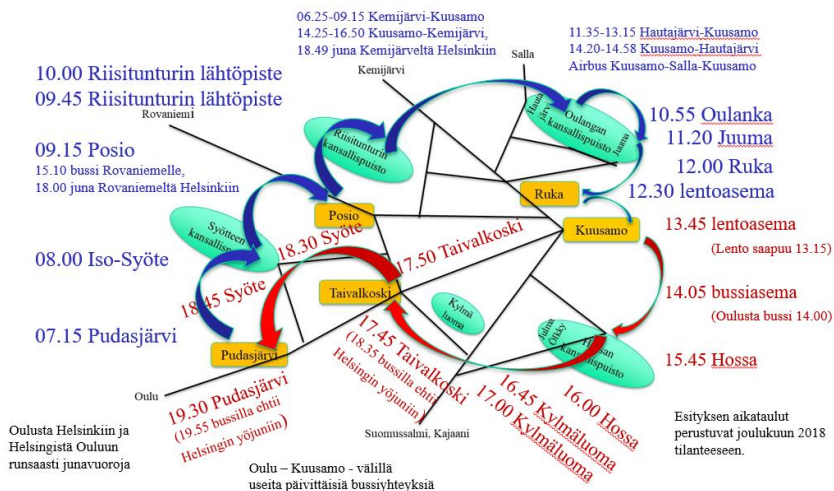 06.25-09.15 Kemijärvi-Kuusamo
14.25-16.50 Kuusamo-Kemijärvi,
18.49 juna Kemijärveltä Helsinkiin
11.35-13.15 Hautajärvi-Kuusamo
14.20-14.58 Kuusamo-Hautajärvi
Airbus Kuusamo-Salla-Kuusamo
Salla
Kemijärvi
10.00 Riisitunturin lähtöpiste
09.45 Riisitunturin lähtöpiste
Rovaniemi
Hauta
järvi
Oulangan
kansallispuisto
Juuma
Riisitunturin
kansallispuisto
10.55 Oulanka
11.20 Juuma
12.00 Ruka
12.30 lentoasema
09.15 Posio
15.10 bussi Rovaniemelle,
18.00 juna Rovaniemeltä Helsinkiin
Ruka
Posio
Kuusamo
Syötteen
kansallispuisto
18.30 Syöte
18.45 Syöte
17.50 Taivalkoski
13.45 lentoasema
(Lento saapuu 13.15)
08.00 Iso-Syöte
Taivalkoski
Kylmä
luoma
14.05 bussiasema
(Oulusta bussi 14.00)
07.15 Pudasjärvi
Pudasjärvi
Julma
Ölkky
Hossan
kansallispuisto
15.45 Hossa
17.45 Taivalkoski
(18.35 bussilla ehtii
Helsingin yöjuniin)
16.00 Hossa
16.45 Kylmäluoma
17.00 Kylmäluoma
Oulu
19.30 Pudasjärvi
(19.55 bussilla ehtii
Helsingin yöjuniin)
Suomussalmi, Kajaani
Oulusta Helsinkiin ja
Helsingistä Ouluun
runsaasti junavuoroja
Oulu – Kuusamo - välillä
useita päivittäisiä bussiyhteyksiä
Esityksen aikataulut
perustuvat joulukuun 2018
tilanteeseen.